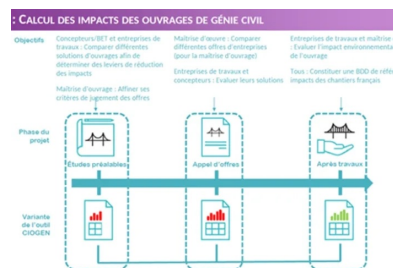 : CALCUL DES IMPACTS DES OUVRAGES DE GÉNIE CIVIL
Objectifs
Concepteurs/BET et entreprises de
travaux : Comparer différentes
solutions d'ouvrages afin de
déterminer des leviers de réduction
des impacts
Maîtrise d'ouvrage : Affiner ses
critères de jugement des offres
Maîtrise d'œuvre : Comparer
différentes offres d'entreprises
(pour la maîtrise d'ouvrage)
Entreprises de travaux et
concepteurs : Evaluer leurs solutions
Entreprises de travaux et maîtrise
: Evaluer l'impact environnementa
de l'ouvrage
Tous : Constituer une BDD de référ
impacts des chantiers français
Phase du
projet
Études préalables
Appel d'offres
Après travaux
Variante
de l'outil
CIOGEN